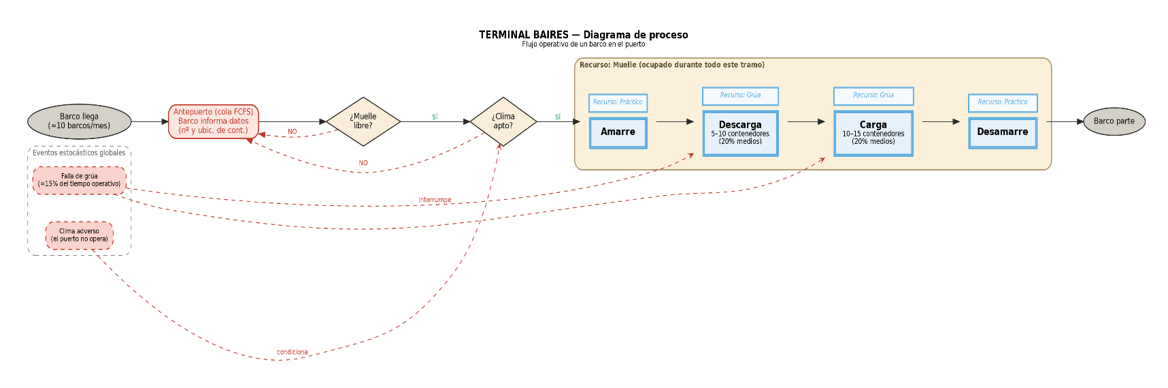 TERMINAL BAIRES — Diagrama de proceso
Flujo operativo de un barco en el puerto
Recurso: Muelle (ocupado durante todo este tramo)
Barco llega
(≈10 barcos/mes)
Antepuerto (cola FCFS)
Barco informa datos
(nº y ubic. de cont.)
¿Muelle
libre?
SÍ
NO
¿Clima
apto?
SÍ
NO
Recurso: Práctico
Amarre
Recurso: Grúa
Descarga
5–10 contenedores
(20% medios)
Recurso: Grúa
Carga
10–15 contenedores
(20% medios)
Recurso: Práctico
Desamarre
Barco parte
Eventos estocásticos globales
Falla de grúa
(≈15% del tiempo operativo)
interrumpe
Clima adverso
(el puerto no opera)
condiciona